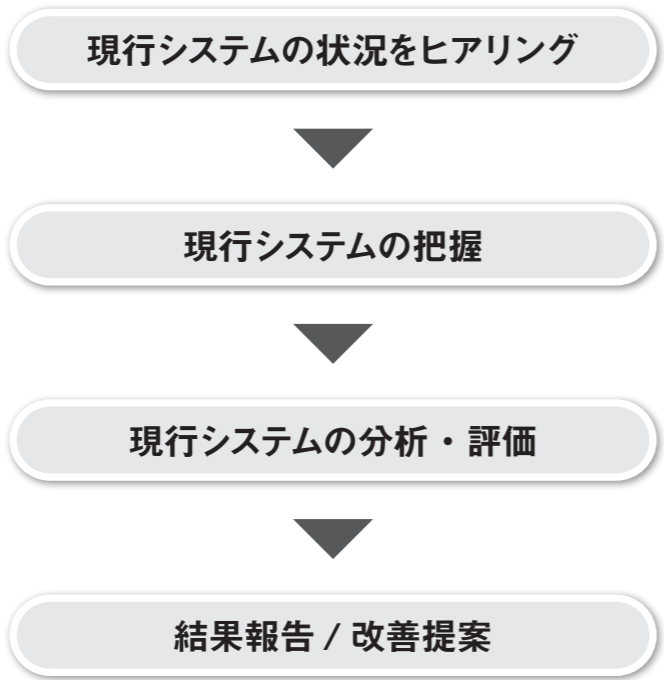 現行システムの状況をヒアリング
現行システムの把握
現行システムの分析・評価
結果報告 / 改善提案